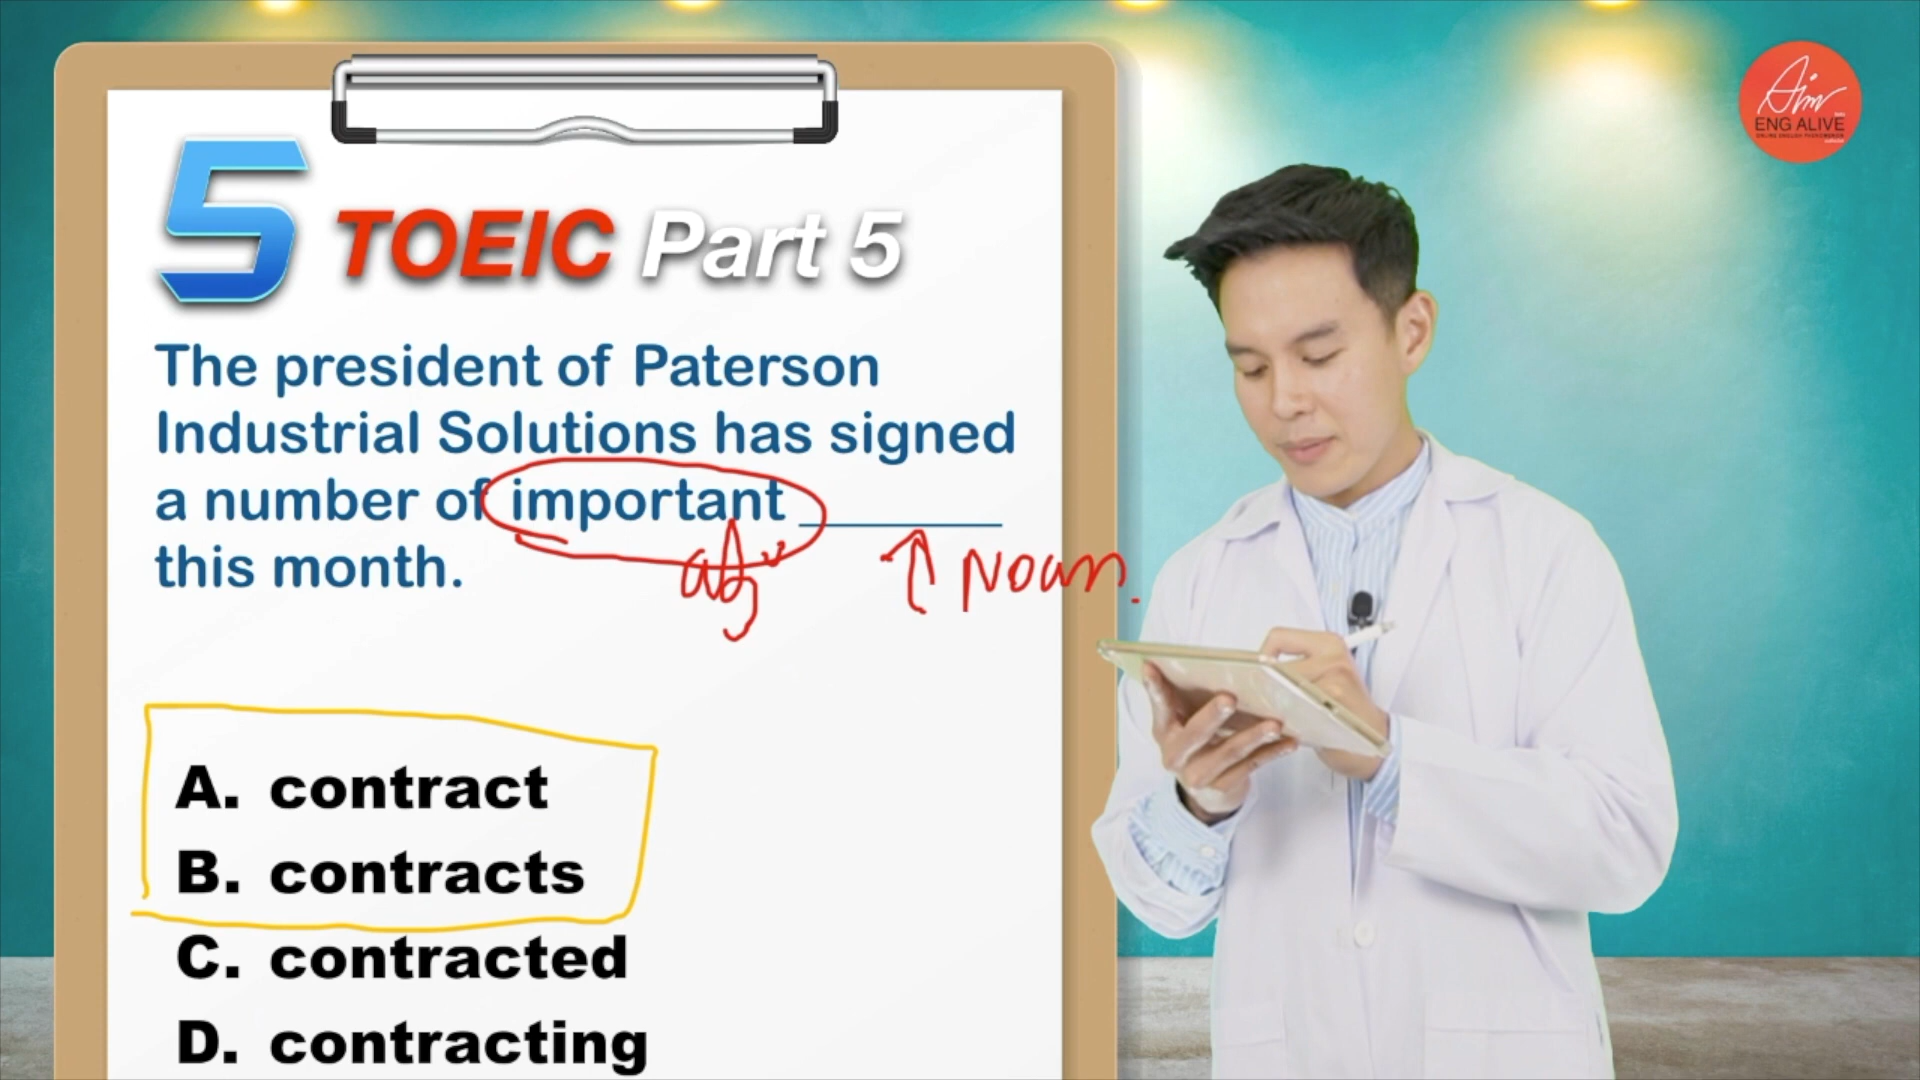 Aim
ENG ALIVE
5 TOEIC Part 5
The president of Paterson
Industrial Solutions has signed
a number of important
this month.
adj
Noun.
A. contract
B. contracts
C. contracted
D. contracting